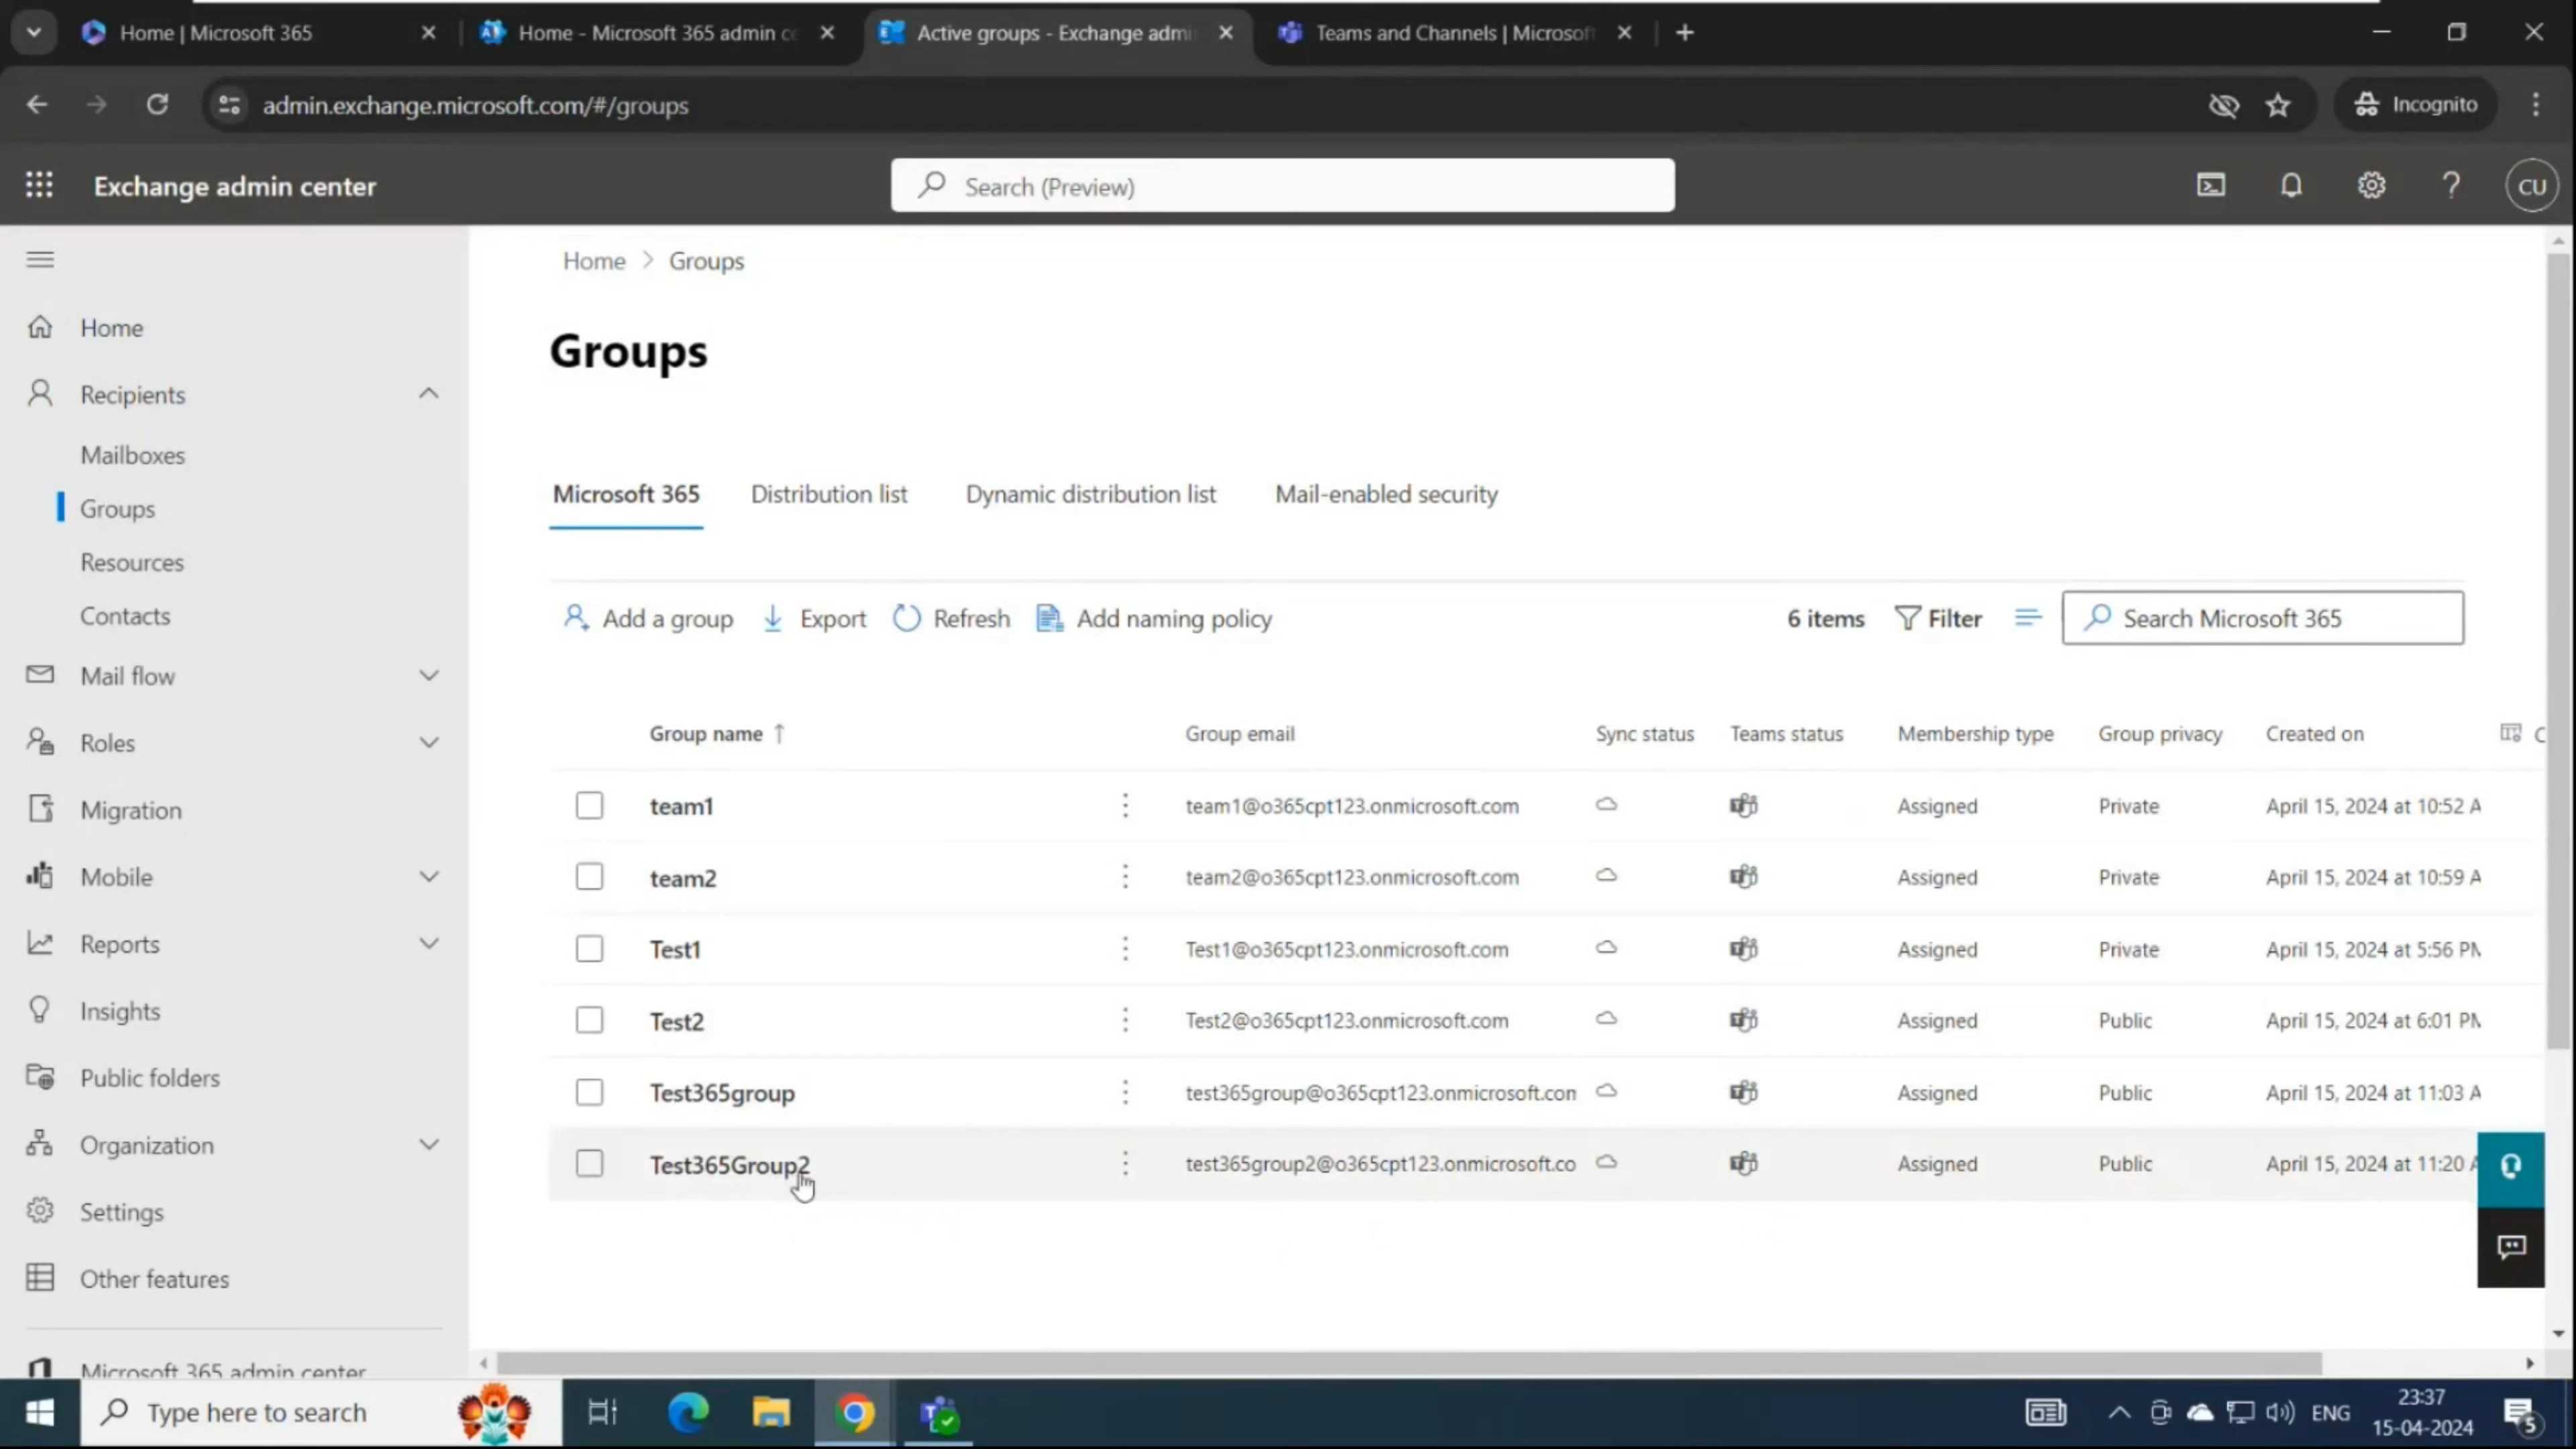 Home | Microsoft 365
Home - Microsoft 365 admin ce
Active groups - Exchange admi
Teams and Channels | Microsof
admin.exchange.microsoft.com/#/groups
Incognito
Exchange admin center
Search (Preview)
CU
Home > Groups
Home
Groups
Recipients
Mailboxes
Groups
Resources
Contacts
Mail flow
Roles
Migration
Mobile
Reports
Insights
Public folders
Organization
Settings
Other features
Microsoft 365 admin center
Microsoft 365 Distribution list Dynamic distribution list Mail-enabled security
Add a group Export Refresh Add naming policy 6 items Filter Search Microsoft 365
Group name ↑ Group email Sync status Teams status Membership type Group privacy Created on C
team1 team1@o365cpt123.onmicrosoft.com Assigned Private April 15, 2024 at 10:52 A
team2 team2@o365cpt123.onmicrosoft.com Assigned Private April 15, 2024 at 10:59 A
Test1 Test1@o365cpt123.onmicrosoft.com Assigned Private April 15, 2024 at 5:56 PM
Test2 Test2@o365cpt123.onmicrosoft.com Assigned Public April 15, 2024 at 6:01 PM
Test365group test365group@o365cpt123.onmicrosoft.com Assigned Public April 15, 2024 at 11:03 A
Test365Group2 test365group2@o365cpt123.onmicrosoft.co Assigned Public April 15, 2024 at 11:20 A
Type here to search
ENG
23:37
15-04-2024
5